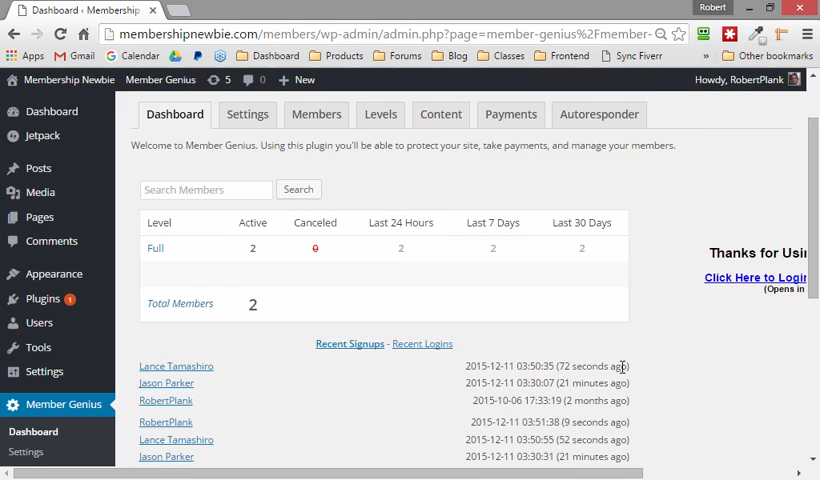 Dashboard ‹ Membership
Robert
membershipnewbie.com/members/wp-admin/admin.php?page=member-genius%2Fmember-
Apps Gmail Calendar Dashboard Products Forums Blog Classes Frontend Sync Fiverr » Other bookmarks
Membership Newbie Member Genius 5 0 New Howdy, RobertPlank
Dashboard
Jetpack
Posts
Media
Pages
Comments
Appearance
Plugins 1
Users
Tools
Settings
Member Genius
Dashboard
Settings
Dashboard Settings Members Levels Content Payments Autoresponder
Welcome to Member Genius. Using this plugin you'll be able to protect your site, take payments, and manage your members.
Search Members Search
Level Active Canceled Last 24 Hours Last 7 Days Last 30 Days
Full 2 0 2 2 2
Total Members 2
Recent Signups - Recent Logins
Lance Tamashiro 2015-12-11 03:50:35 (72 seconds ago)
Jason Parker 2015-12-11 03:30:07 (21 minutes ago)
RobertPlank 2015-10-06 17:33:19 (2 months ago)
RobertPlank 2015-12-11 03:51:38 (9 seconds ago)
Lance Tamashiro 2015-12-11 03:50:55 (52 seconds ago)
Jason Parker 2015-12-11 03:30:31 (21 minutes ago)
Thanks for Usin
Click Here to Login
(Opens in